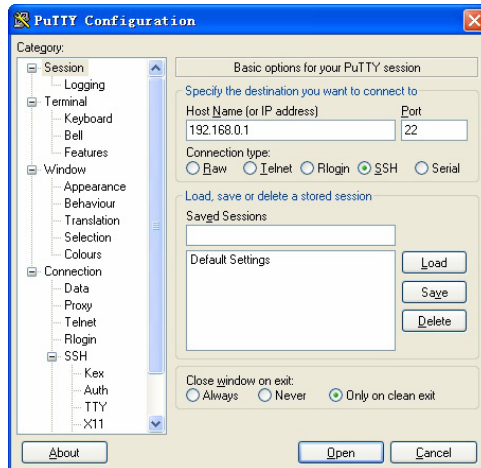 PuTTY Configuration
Category:
Session
Logging
Terminal
Keyboard
Bell
Features
Window
Appearance
Behaviour
Translation
Selection
Colours
Connection
Data
Proxy
Telnet
Rlogin
SSH
Kex
Auth
TTY
X11
Basic options for your PuTTY session
Specify the destination you want to connect to
Host Name (or IP address) Port
192.168.0.1 22
Connection type:
Raw Telnet Rlogin SSH Serial
Load, save or delete a stored session
Saved Sessions
Default Settings
Load
Save
Delete
Close window on exit:
Always Never Only on clean exit
About Open Cancel